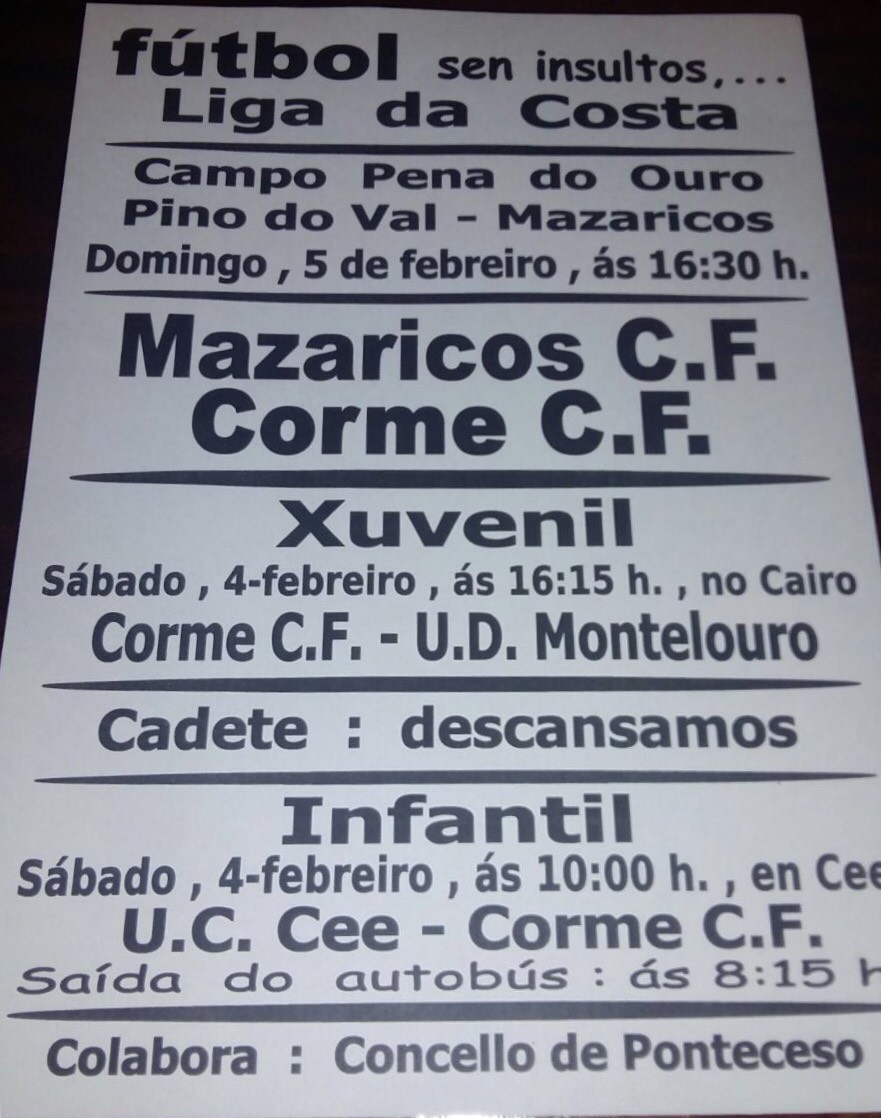 fútbol sen insultos,...
Liga da Costa
Campo Pena do Ouro
Pino do Val - Mazaricos
Domingo , 5 de febreiro , ás 16:30 h.
Mazaricos C.F.
Corme C.F.
Xuvenil
Sábado , 4-febreiro , ás 16:15 h. , no Cairo
Corme C.F. - U.D. Montelouro
Cadete : descansamos
Infantil
Sábado , 4-febreiro , ás 10:00 h. , en Cee
U.C. Cee - Corme C.F.
Saída do autobús : ás 8:15 h
Colabora : Concello de Ponteceso